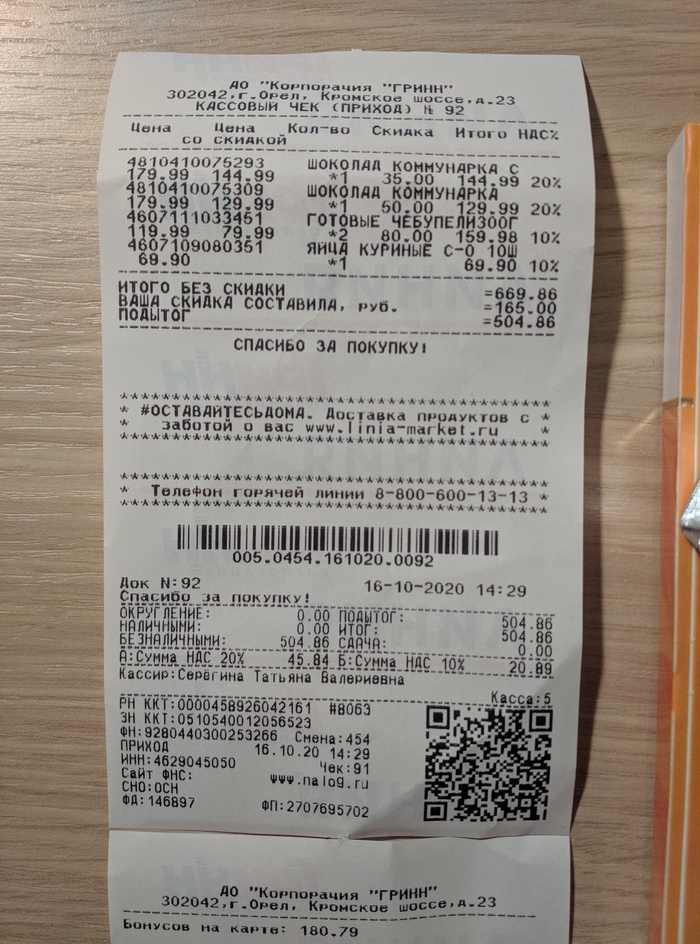 АО "Корпорация "ГРИНН"
302042,г.Орел, Кромское шоссе,д.23
КАССОВЫЙ ЧЕК (ПРИХОД) № 92
Цена Цена Кол-во Скидка Итого НДС%
со скидкой
4810410075293 ШОКОЛАД КОММУНАРКА С
179.99 144.99 *1 35.00 144.99 20%
4810410075309 ШОКОЛАД КОММУНАРКА
179.99 129.99 *1 50.00 129.99 20%
4607111033451 ГОТОВЫЕ ЧЕБУПЕЛИ300Г
119.99 79.99 *2 80.00 159.98 10%
4607109080351 ЯЙЦА КУРИНЫЕ С-0 10Ш
69.90 *1 69.90 10%
ИТОГО БЕЗ СКИДКИ =669.86
ВАША СКИДКА СОСТАВИЛА, руб. =165.00
ПОДЫТОГ =504.86
СПАСИБО ЗА ПОКУПКУ!
* #ОСТАВАЙТЕСЬДОМА. Доставка продуктов с *
* заботой о вас www.linia-market.ru *
* Телефон горячей линии 8-800-600-13-13 *
005.0454.161020.0092
Док N:92 16-10-2020 14:29
Спасибо за покупку!
ОКРУГЛЕНИЕ: 0.00 ПОДЫТОГ: 504.86
НАЛИЧНЫМИ: 0.00 ИТОГ: 504.86
БЕЗНАЛИЧНЫМИ: 504.86 СДАЧА: 0.00
А:Сумма НДС 20% 45.84 Б:Сумма НДС 10% 20.89
Кассир:Серёгина Татьяна Валериевна
Касса:5
РН ККТ:0000458926042161 #8063
ЗН ККТ:0510540012056523
ФН:9280440300253266 Смена:454
ПРИХОД 16.10.20 14:29
ИНН:4629045050 Чек:91
Сайт ФНС: www.nalog.ru
СНО:ОСН
ФД:146897 ФП:2707695702
АО "Корпорация "ГРИНН"
302042,г.Орел, Кромское шоссе,д.23
Бонусов на карте: 180.79